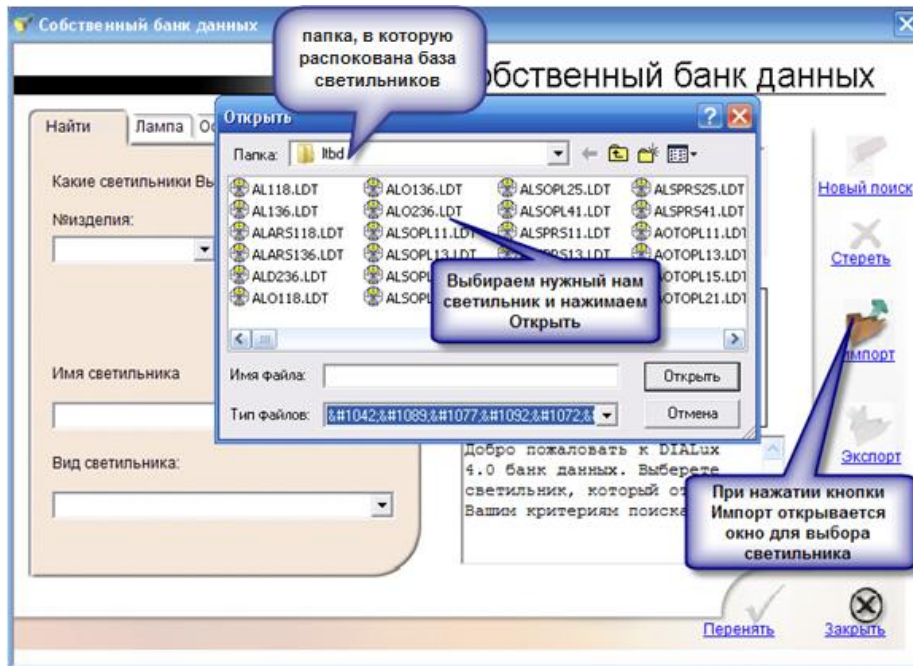 Собственный банк данных
папка, в которую
распокована база
светильников
обственный банк данных
Найти Лампа
Открыть
Папка: ltbd
Какие светильники
№изделия:
AL118.LDT ALO136.LDT ALSOPL25.LDT ALSPRS25.LDT
AL136.LDT ALO236.LDT ALSOPL41.LDT ALSPRS41.LDT
ALARS118.LDT ALSOPL11.LDT ALSPRS11.LDT AOTOPL11.LDT
ALARS136.LDT ALSOPL13.LDT AOTOPL13.LDT
ALD236.LDT OTOPL15.LDT
ALO118.LDT OTOPL21.LDT
Выбираем нужный нам
светильник и нажимаем
Открыть
Новый поиск
Стереть
Импорт
Экспорт
Имя светильника
Имя файла: Открыть
Тип файлов: &#1042;&#1089;&#1077;&#1092;&#1072;& Отмена
Вид светильника:
Добро пожаловать к DIALux
4.0 банк данных. Выберете
светильник, который
Вашим критериям поиска
При нажатии кнопки
Импорт открывается
окно для выбора
светильника
Перенять Закрыть